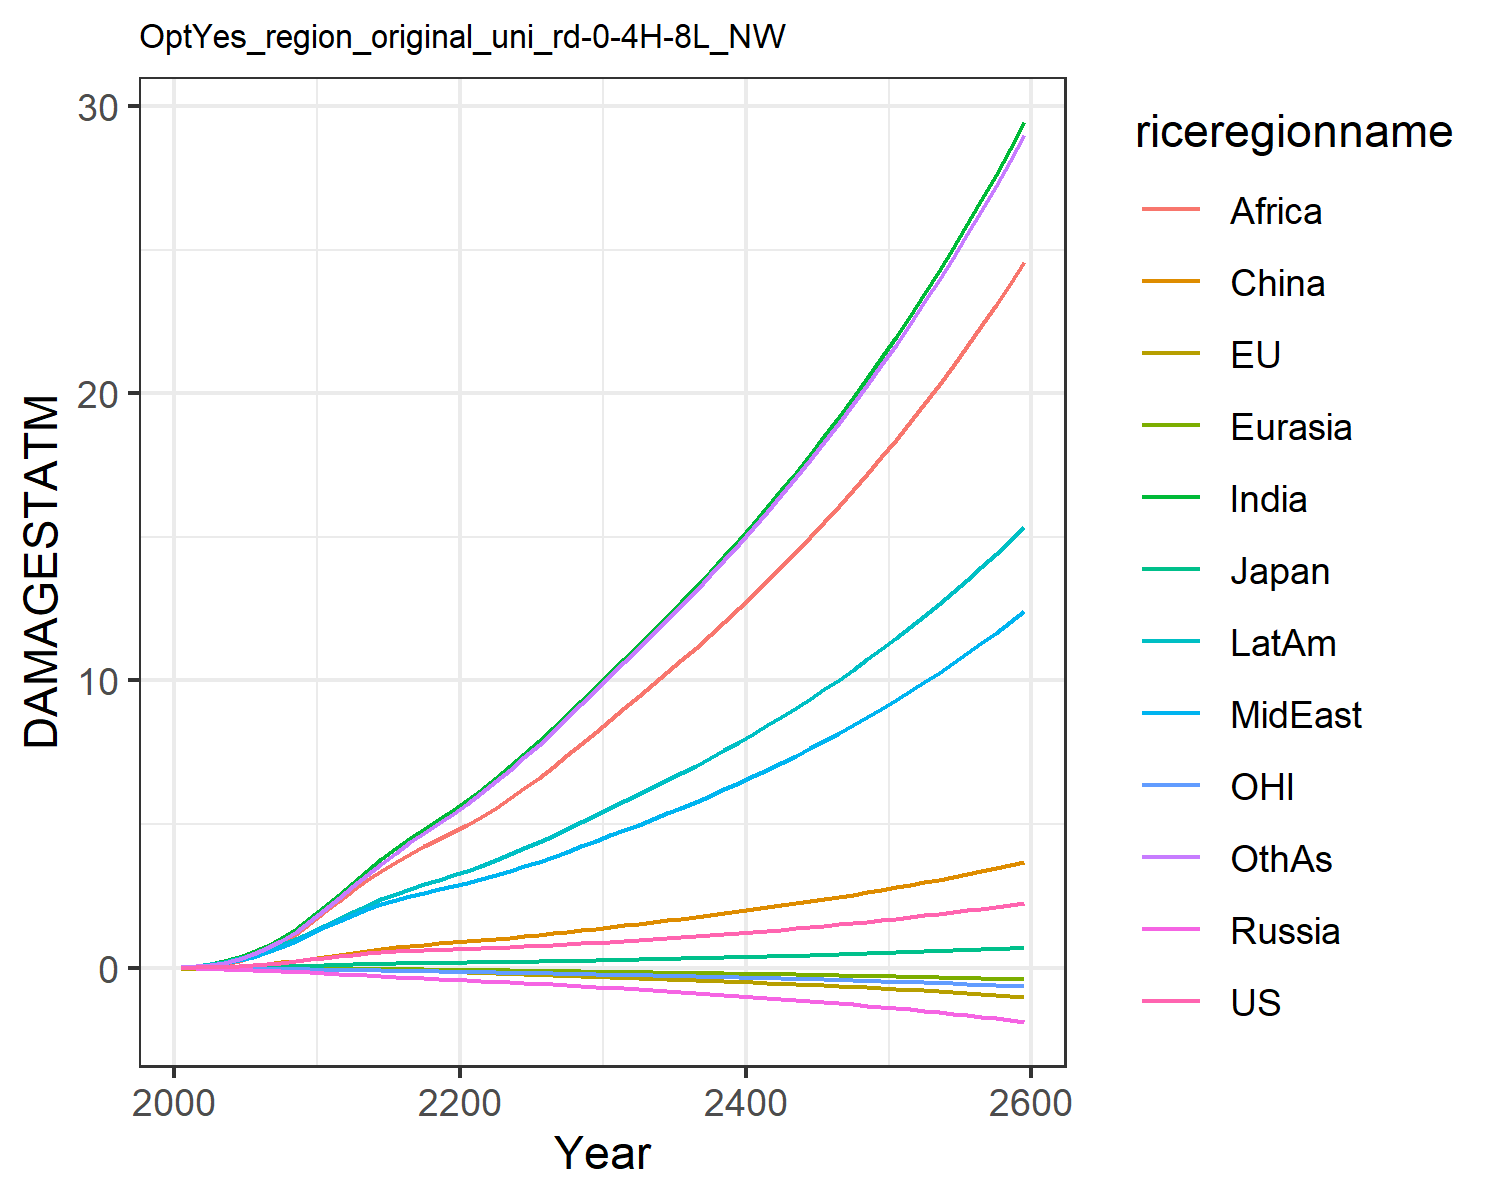 OptYes_region_original_uni_rd-0-4H-8L_NW
30
20
10
0
DAMAGESTATM
2000
2200
2400
2600
Year
riceregionname
Africa
China
EU
Eurasia
India
Japan
LatAm
MidEast
OHI
OthAs
Russia
US